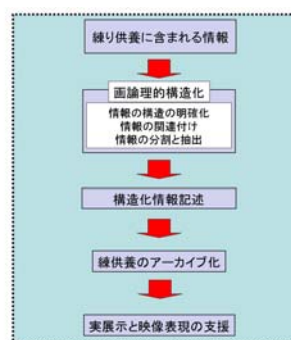 練り供養に含まれる情報
画論理的構造化
情報の構造の明確化
情報の関連付け
情報の分割と抽出
構造化情報記述
練供養のアーカイブ化
実展示と映像表現の支援